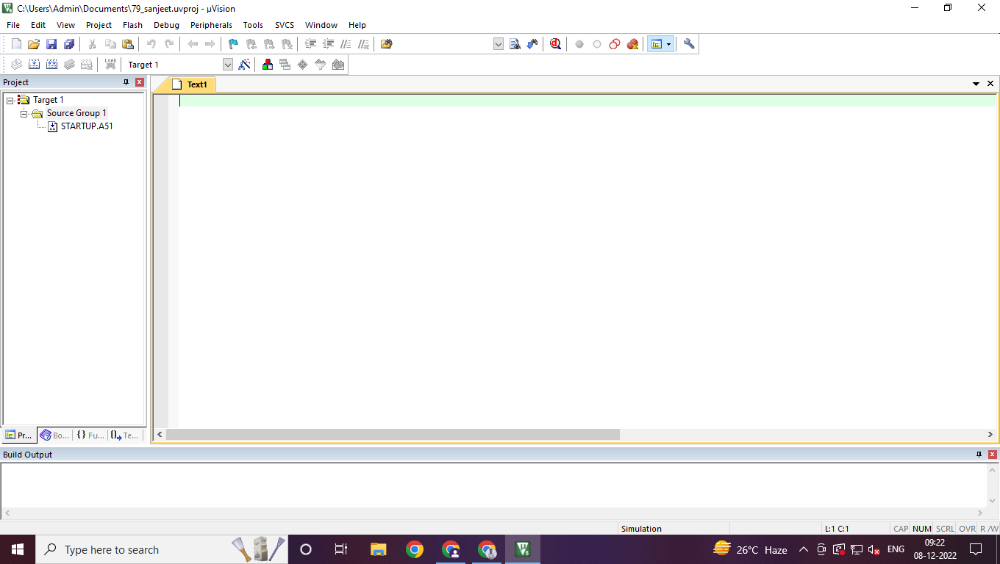 C:\Users\Admin\Documents\79_sanjeet.uvproj - µVision
File Edit View Project Flash Debug Peripherals Tools SVCS Window Help
LOAD
Target 1
Project
Text1
Target 1
Source Group 1
STARTUP.A51
Pr... Bo... {} Fu... 0 Te...
Build Output
Simulation L:1 C:1 CAP NUM SCRL OVR R /W
Type here to search
26°C Haze
ENG
09:22
08-12-2022